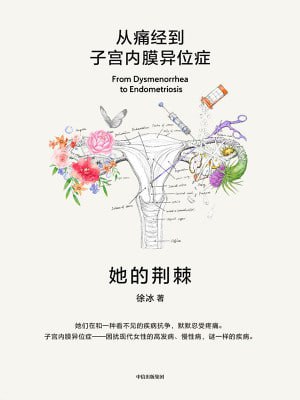 从痛经到
子宫内膜异位症
From Dysmenorrhea
to Endometriosis
她的荆棘
徐冰 著
她们在和一种看不见的疾病抗争，默默忍受疼痛。
子宫内膜异位症——困扰现代女性的高发病、慢性病，谜一样的疾病。
中信出版集团